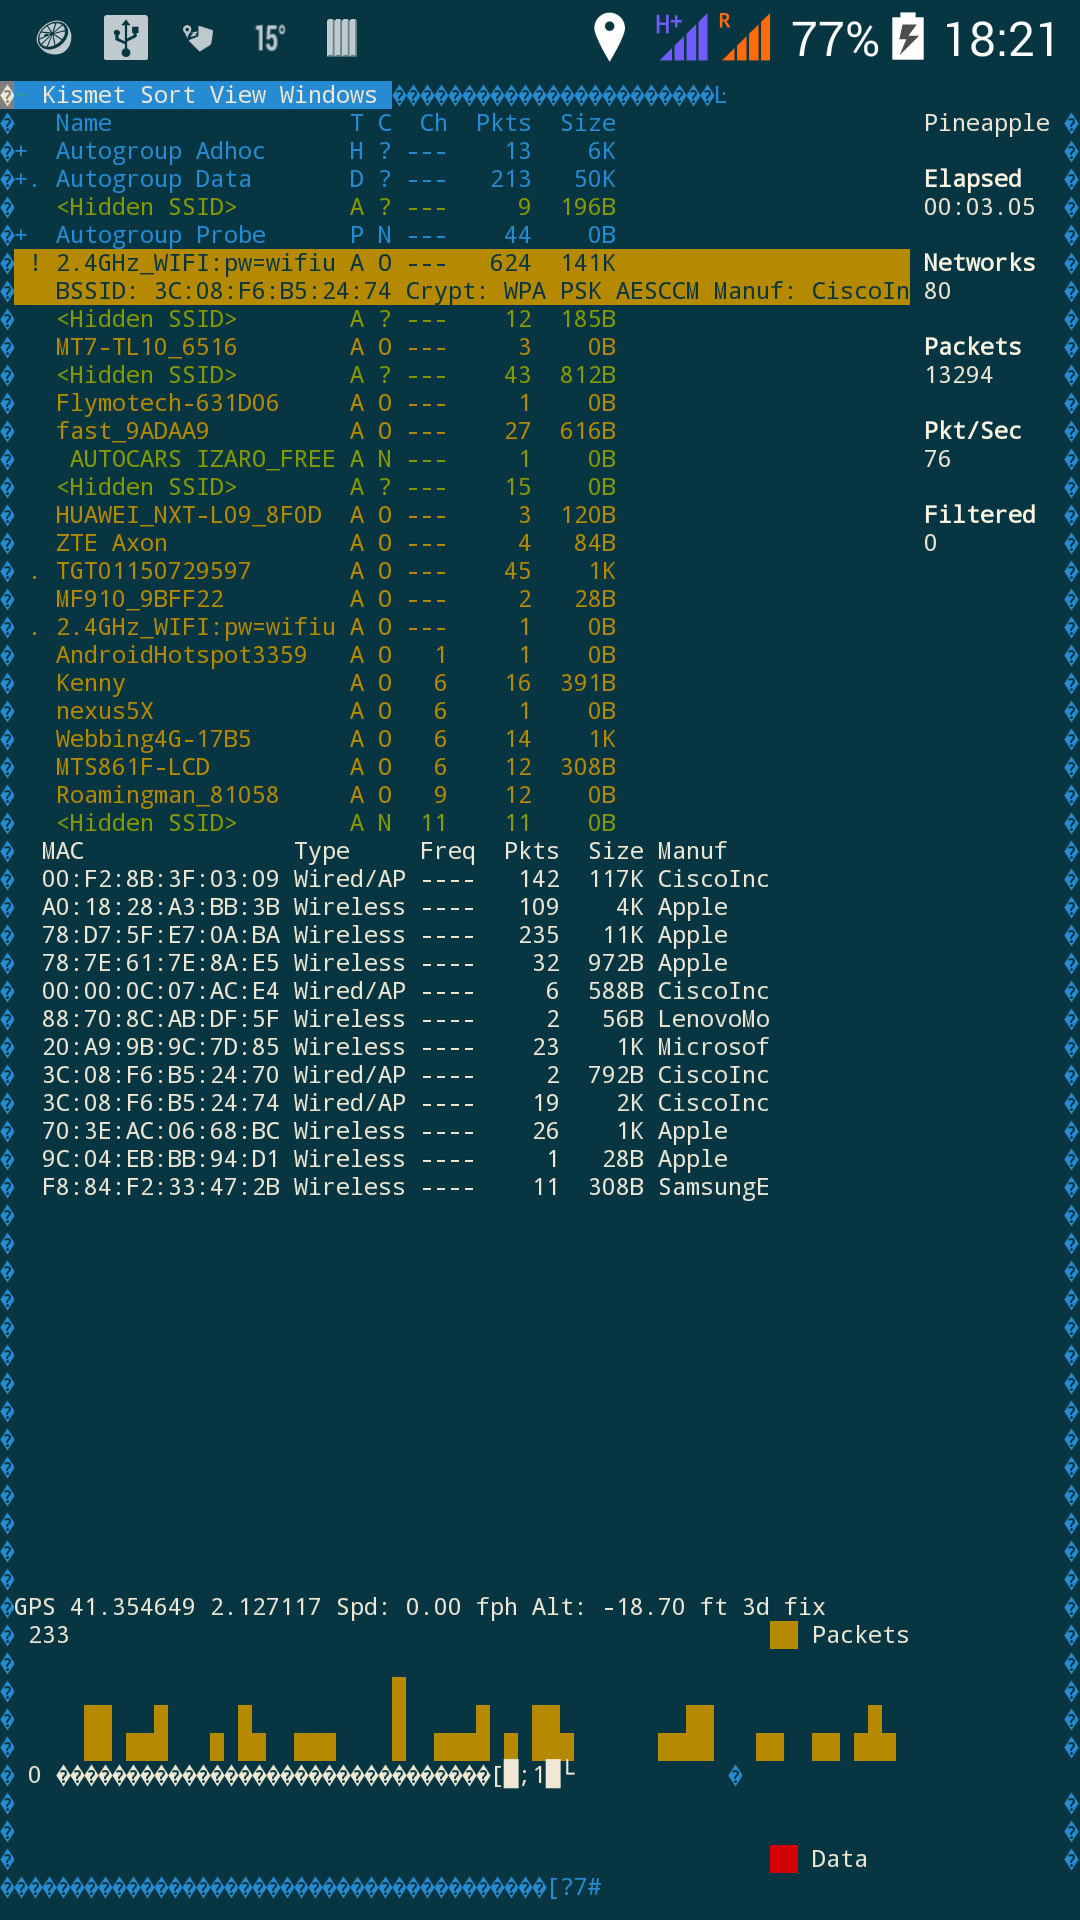 15° H+ R 77% 18:21
Kismet Sort View Windows
Name T C Ch Pkts Size Pineapple
+ Autogroup Adhoc H ? --- 13 6K
+. Autogroup Data D ? --- 213 50K Elapsed
<Hidden SSID> A ? --- 9 196B 00:03.05
+ Autogroup Probe P N --- 44 0B
! 2.4GHz_WIFI:pw=wifiu A O --- 624 141K Networks
BSSID: 3C:08:F6:B5:24:74 Crypt: WPA PSK AESCCM Manuf: CiscoIn 80
<Hidden SSID> A ? --- 12 185B
MT7-TL10_6516 A O --- 3 0B Packets
<Hidden SSID> A ? --- 43 812B 13294
Flymotech-631D06 A O --- 1 0B
fast_9ADAA9 A O --- 27 616B Pkt/Sec
AUTOCARS IZARO_FREE A N --- 1 0B 76
<Hidden SSID> A ? --- 15 0B
HUAWEI_NXT-L09_8F0D A O --- 3 120B Filtered
ZTE Axon A O --- 4 84B 0
. TGT01150729597 A O --- 45 1K
MF910_9BFF22 A O --- 2 28B
. 2.4GHz_WIFI:pw=wifiu A O --- 1 0B
AndroidHotspot3359 A O 1 1 0B
Kenny A O 6 16 391B
nexus5X A O 6 1 0B
Webbing4G-17B5 A O 6 14 1K
MTS861F-LCD A O 6 12 308B
Roamingman_81058 A O 9 12 0B
<Hidden SSID> A N 11 11 0B
MAC Type Freq Pkts Size Manuf
00:F2:8B:3F:03:09 Wired/AP ---- 142 117K CiscoInc
A0:18:28:A3:BB:3B Wireless ---- 109 4K Apple
78:D7:5F:E7:0A:BA Wireless ---- 235 11K Apple
78:7E:61:7E:8A:E5 Wireless ---- 32 972B Apple
00:00:0C:07:AC:E4 Wired/AP ---- 6 588B CiscoInc
88:70:8C:AB:DF:5F Wireless ---- 2 56B LenovoMo
20:A9:9B:9C:7D:85 Wireless ---- 23 1K Microsof
3C:08:F6:B5:24:70 Wired/AP ---- 2 792B CiscoInc
3C:08:F6:B5:24:74 Wired/AP ---- 19 2K CiscoInc
70:3E:AC:06:68:BC Wireless ---- 26 1K Apple
9C:04:EB:BB:94:D1 Wireless ---- 1 28B Apple
F8:84:F2:33:47:2B Wireless ---- 11 308B SamsungE
GPS 41.354649 2.127117 Spd: 0.00 fph Alt: -18.70 ft 3d fix
233 Packets
0 [█;1█└
Data
[?7#